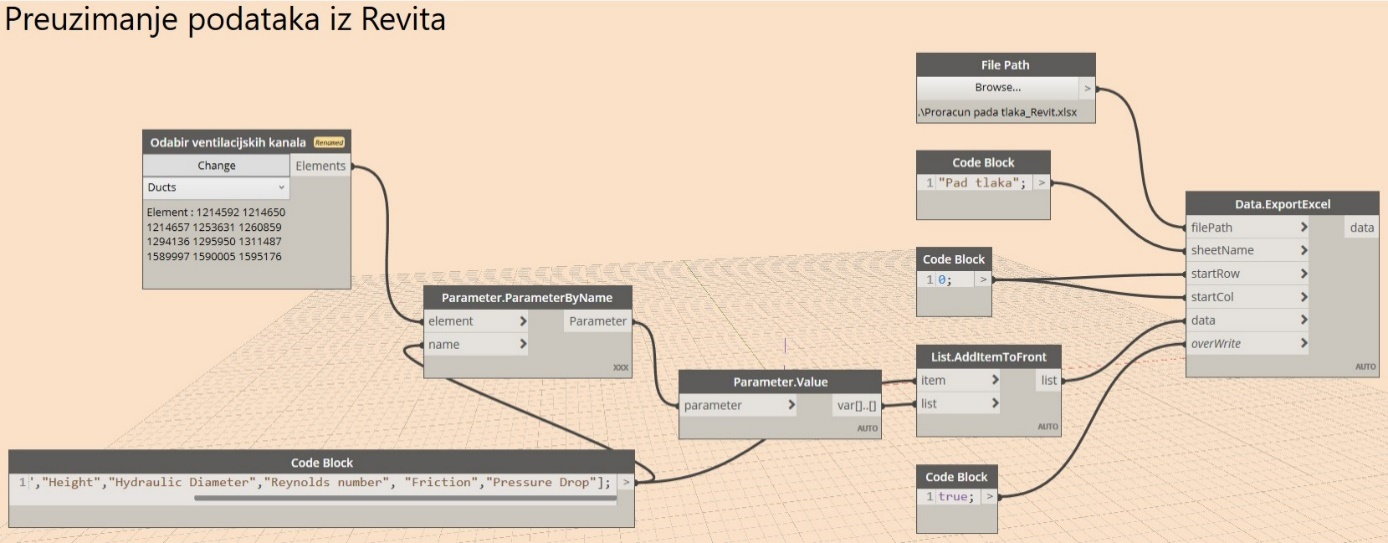 Preuzimanje podataka iz Revita
Odabir ventilacijskih kanala Renamed
Change Elements
Ducts
Element : 1214592 1214650
1214657 1253631 1260859
1294136 1295950 1311487
1589997 1590005 1595176
Parameter.ParameterByName
element > Parameter
name >
XXX
Code Block
1 ","Height","Hydraulic Diameter","Reynolds number", "Friction","Pressure Drop"]; >
Parameter.Value
parameter > var[]..[]
AUTO
File Path
Browse... >
.\Proracun pada tlaka_Revit.xlsx
Code Block
1 "Pad tlaka"; >
Code Block
1 0; >
List.AddItemToFront
item > list
list >
AUTO
Code Block
1 true; >
Data.ExportExcel
filePath > data
sheetName >
startRow >
startCol >
data >
overWrite >
AUTO